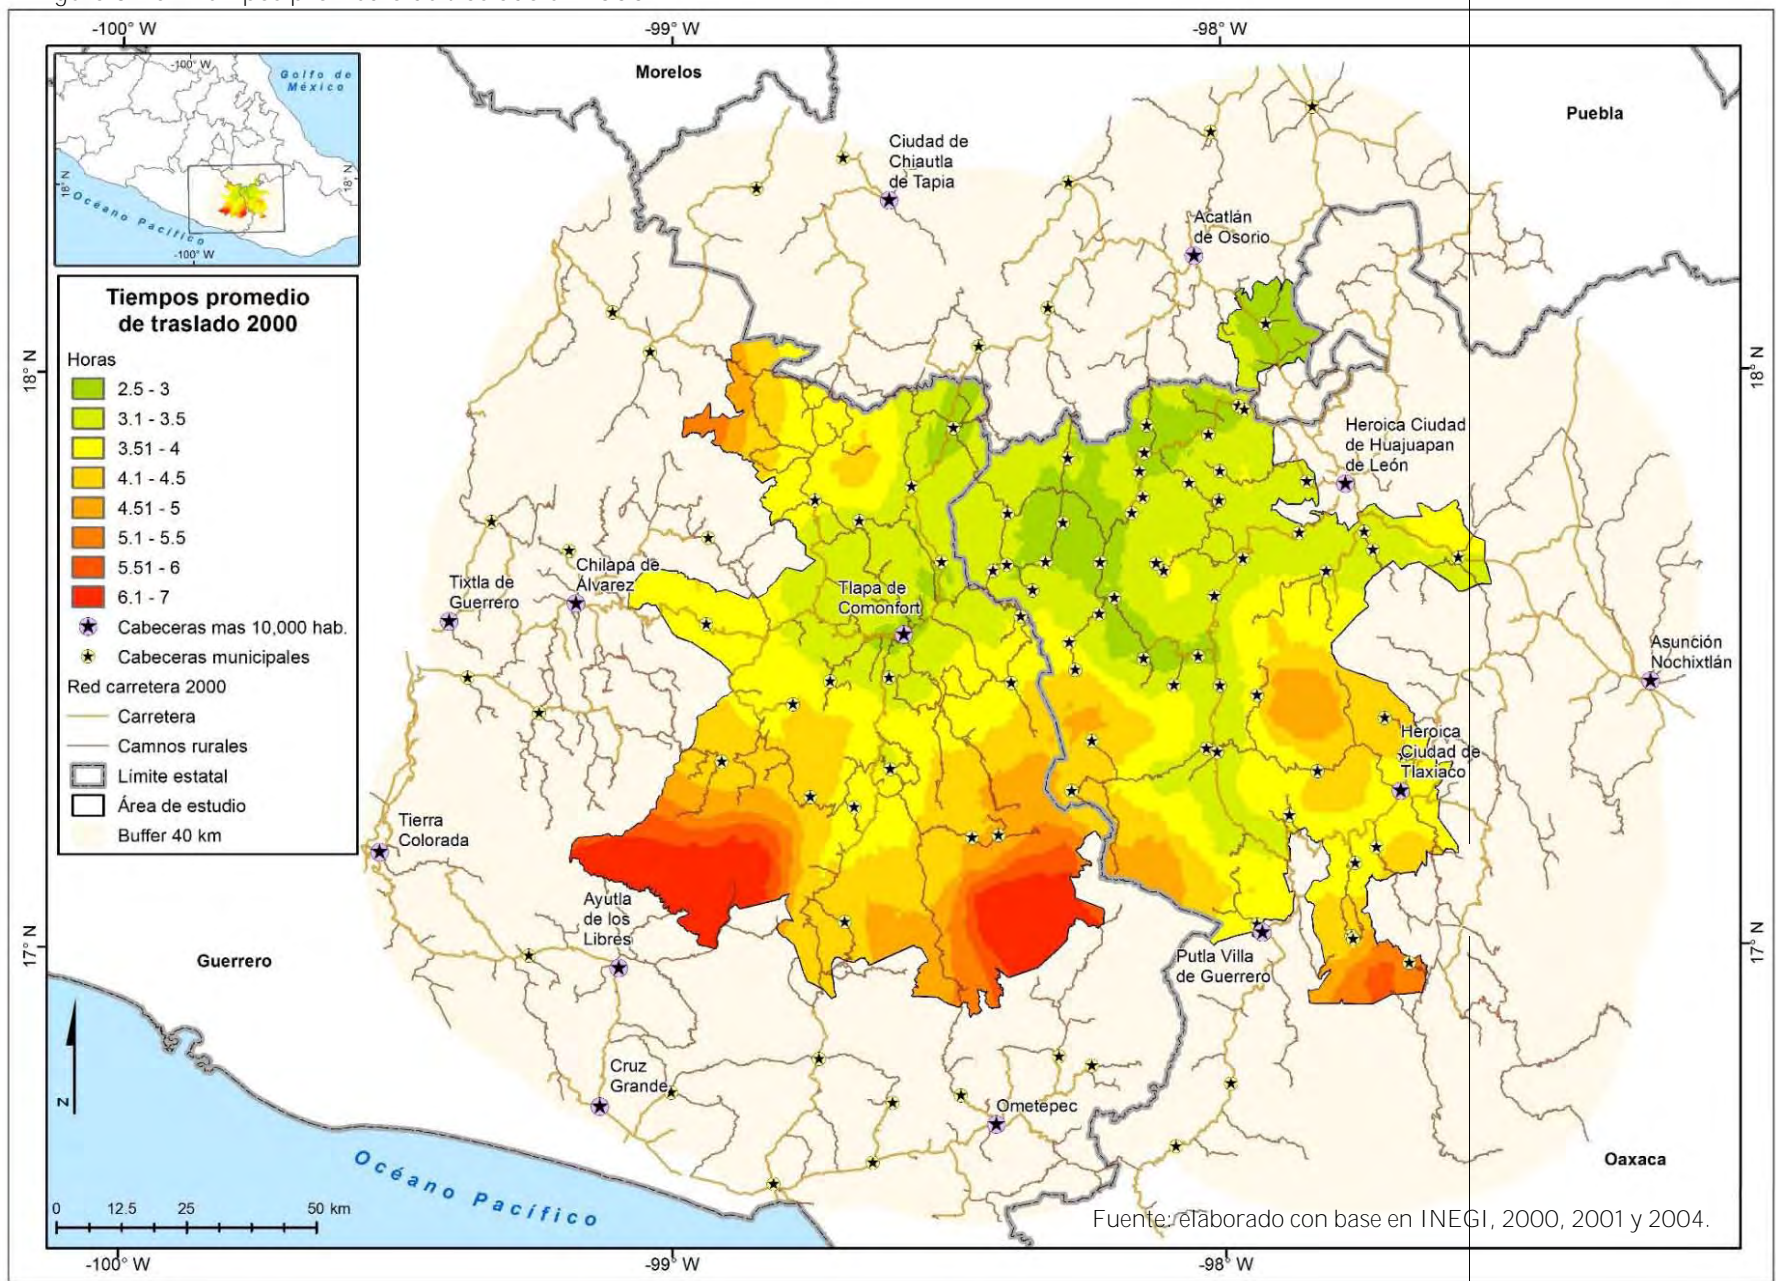 -100° W
-99° W
-98° W
Morelos
Puebla
-100° W
Golfo de
México
18° N
18° N
Océano Pacífico
-100° W
Ciudad de
Chiautla
de Tapia
Acatlán
de Osorio
Tiempos promedio
de traslado 2000
Horas
2.5 - 3
3.1 - 3.5
3.51 - 4
4.1 - 4.5
4.51 - 5
5.1 - 5.5
5.51 - 6
6.1 - 7
Cabeceras mas 10,000 hab.
Cabeceras municipales
Red carretera 2000
Carretera
Camnos rurales
Límite estatal
Área de estudio
Buffer 40 km
18° N
18° N
Heroica Ciudad
de Huajuapan
de León
Tixtla de
Guerrero
Chilapa de
Álvarez
Tlapa de
Comonfort
Asunción
Nochixtlán
Heroica
Ciudad de
Tlaxiaco
Tierra
Colorada
Ayutla
de los
Libres
Putla Villa
de Guerrero
17° N
17° N
Guerrero
N
Cruz
Grande
Ometepec
Oaxaca
Océano Pacífico
0 12.5 25 50 km
Fuente: elaborado con base en INEGI, 2000, 2001 y 2004.
-100° W
-99° W
-98° W